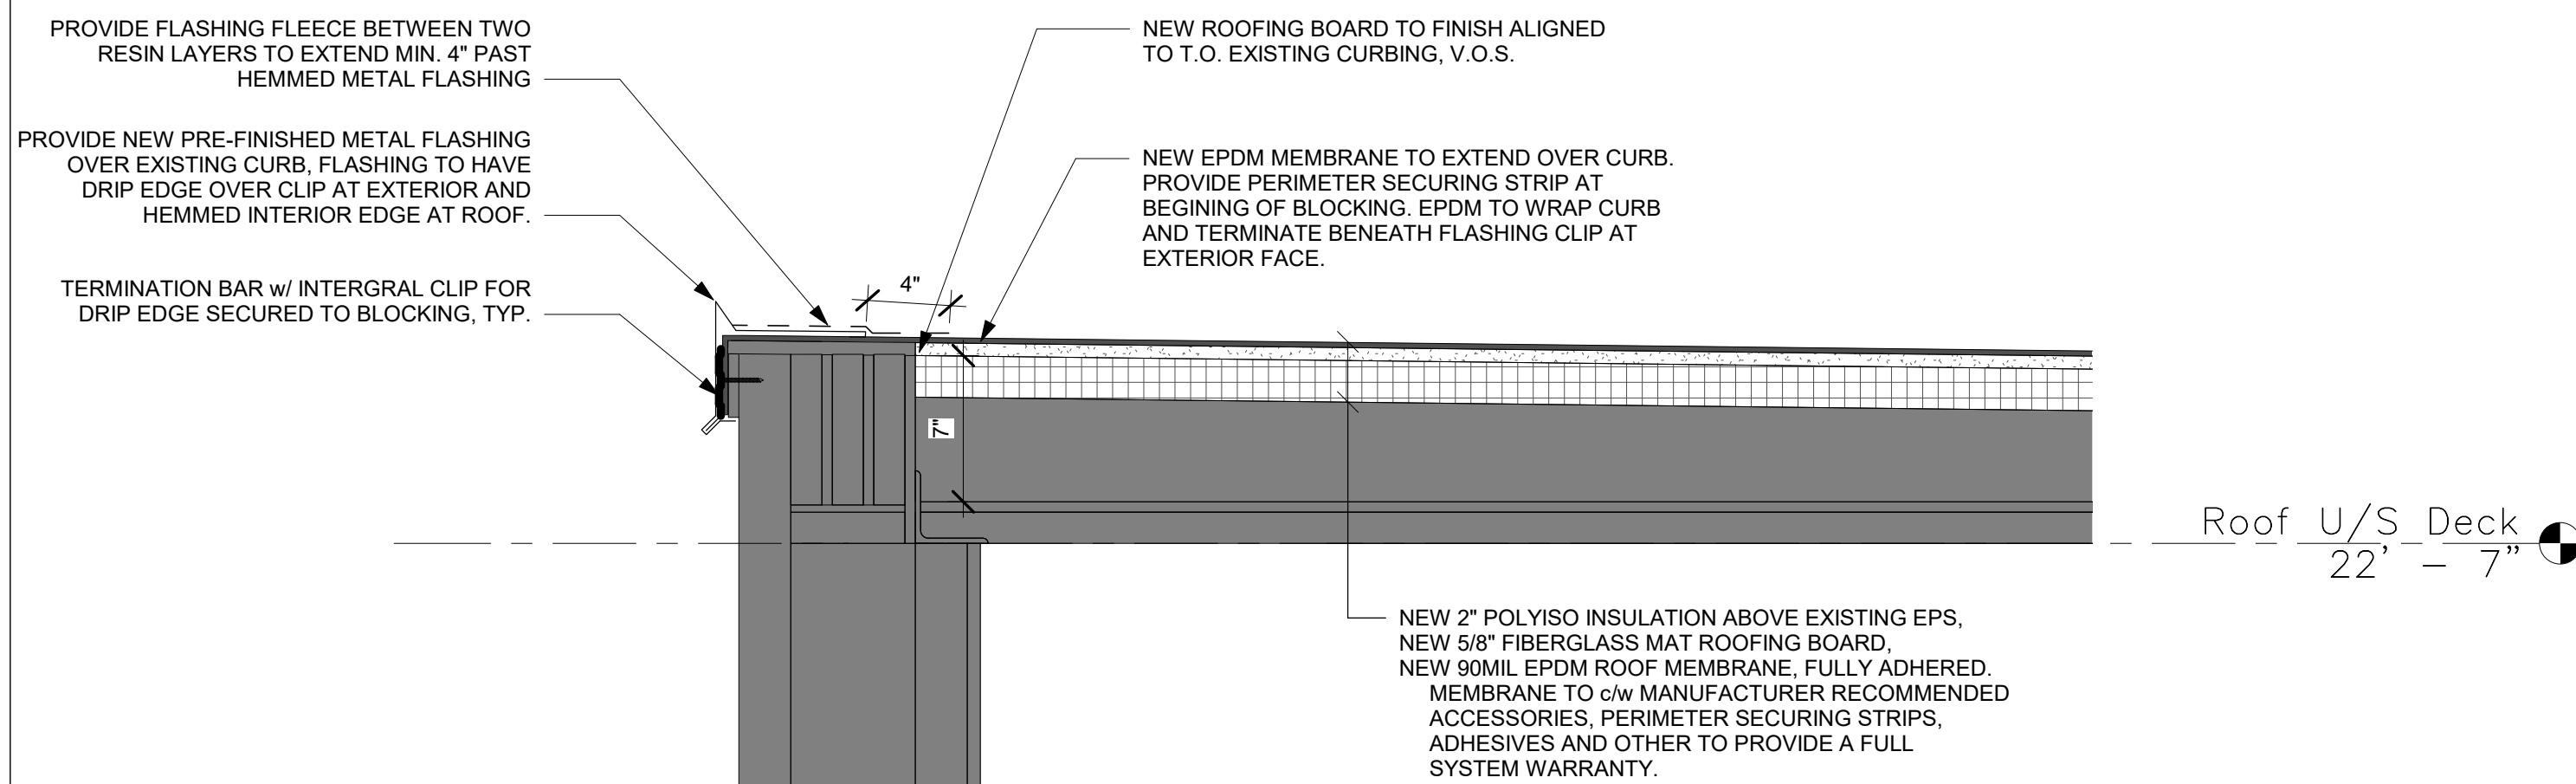 PROVIDE FLASHING FLEECE BETWEEN TWO
RESIN LAYERS TO EXTEND MIN. 4" PAST
HEMMED METAL FLASHING
PROVIDE NEW PRE-FINISHED METAL FLASHING
OVER EXISTING CURB, FLASHING TO HAVE
DRIP EDGE OVER CLIP AT EXTERIOR AND
HEMMED INTERIOR EDGE AT ROOF.
TERMINATION BAR w/ INTERGRAL CLIP FOR
DRIP EDGE SECURED TO BLOCKING, TYP.
NEW ROOFING BOARD TO FINISH ALIGNED
TO T.O. EXISTING CURBING, V.O.S.
NEW EPDM MEMBRANE TO EXTEND OVER CURB.
PROVIDE PERIMETER SECURING STRIP AT
BEGINING OF BLOCKING. EPDM TO WRAP CURB
AND TERMINATE BENEATH FLASHING CLIP AT
EXTERIOR FACE.
4"
7"
Roof U/S Deck
22' - 7"
NEW 2" POLYISO INSULATION ABOVE EXISTING EPS,
NEW 5/8" FIBERGLASS MAT ROOFING BOARD,
NEW 90MIL EPDM ROOF MEMBRANE, FULLY ADHERED.
MEMBRANE TO c/w MANUFACTURER RECOMMENDED
ACCESSORIES, PERIMETER SECURING STRIPS,
ADHESIVES AND OTHER TO PROVIDE A FULL
SYSTEM WARRANTY.